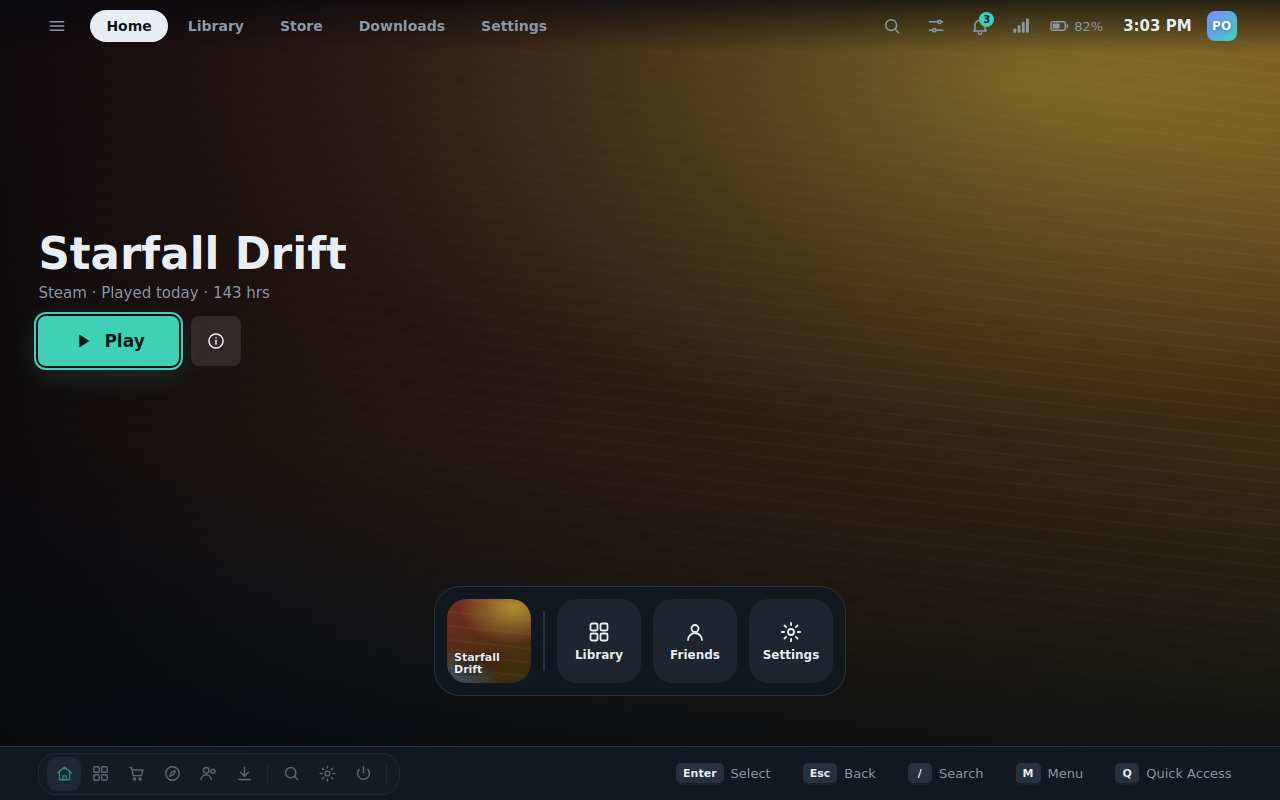 Home Library Store Downloads Settings 3 82% 3:03 PM PO
Starfall Drift
Steam · Played today · 143 hrs
Play
Starfall
Drift
Library
Friends
Settings
Enter Select Esc Back / Search M Menu Q Quick Access